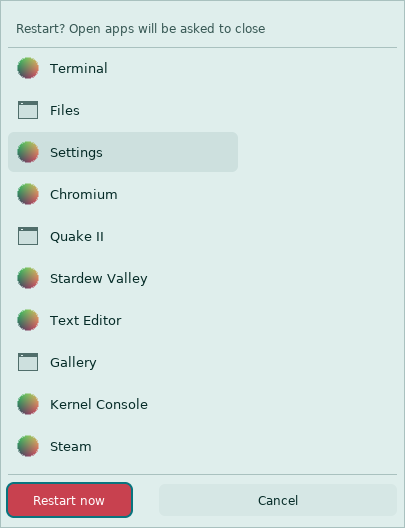 Restart? Open apps will be asked to close
Terminal
Files
Settings
Chromium
Quake II
Stardew Valley
Text Editor
Gallery
Kernel Console
Steam
Restart now
Cancel